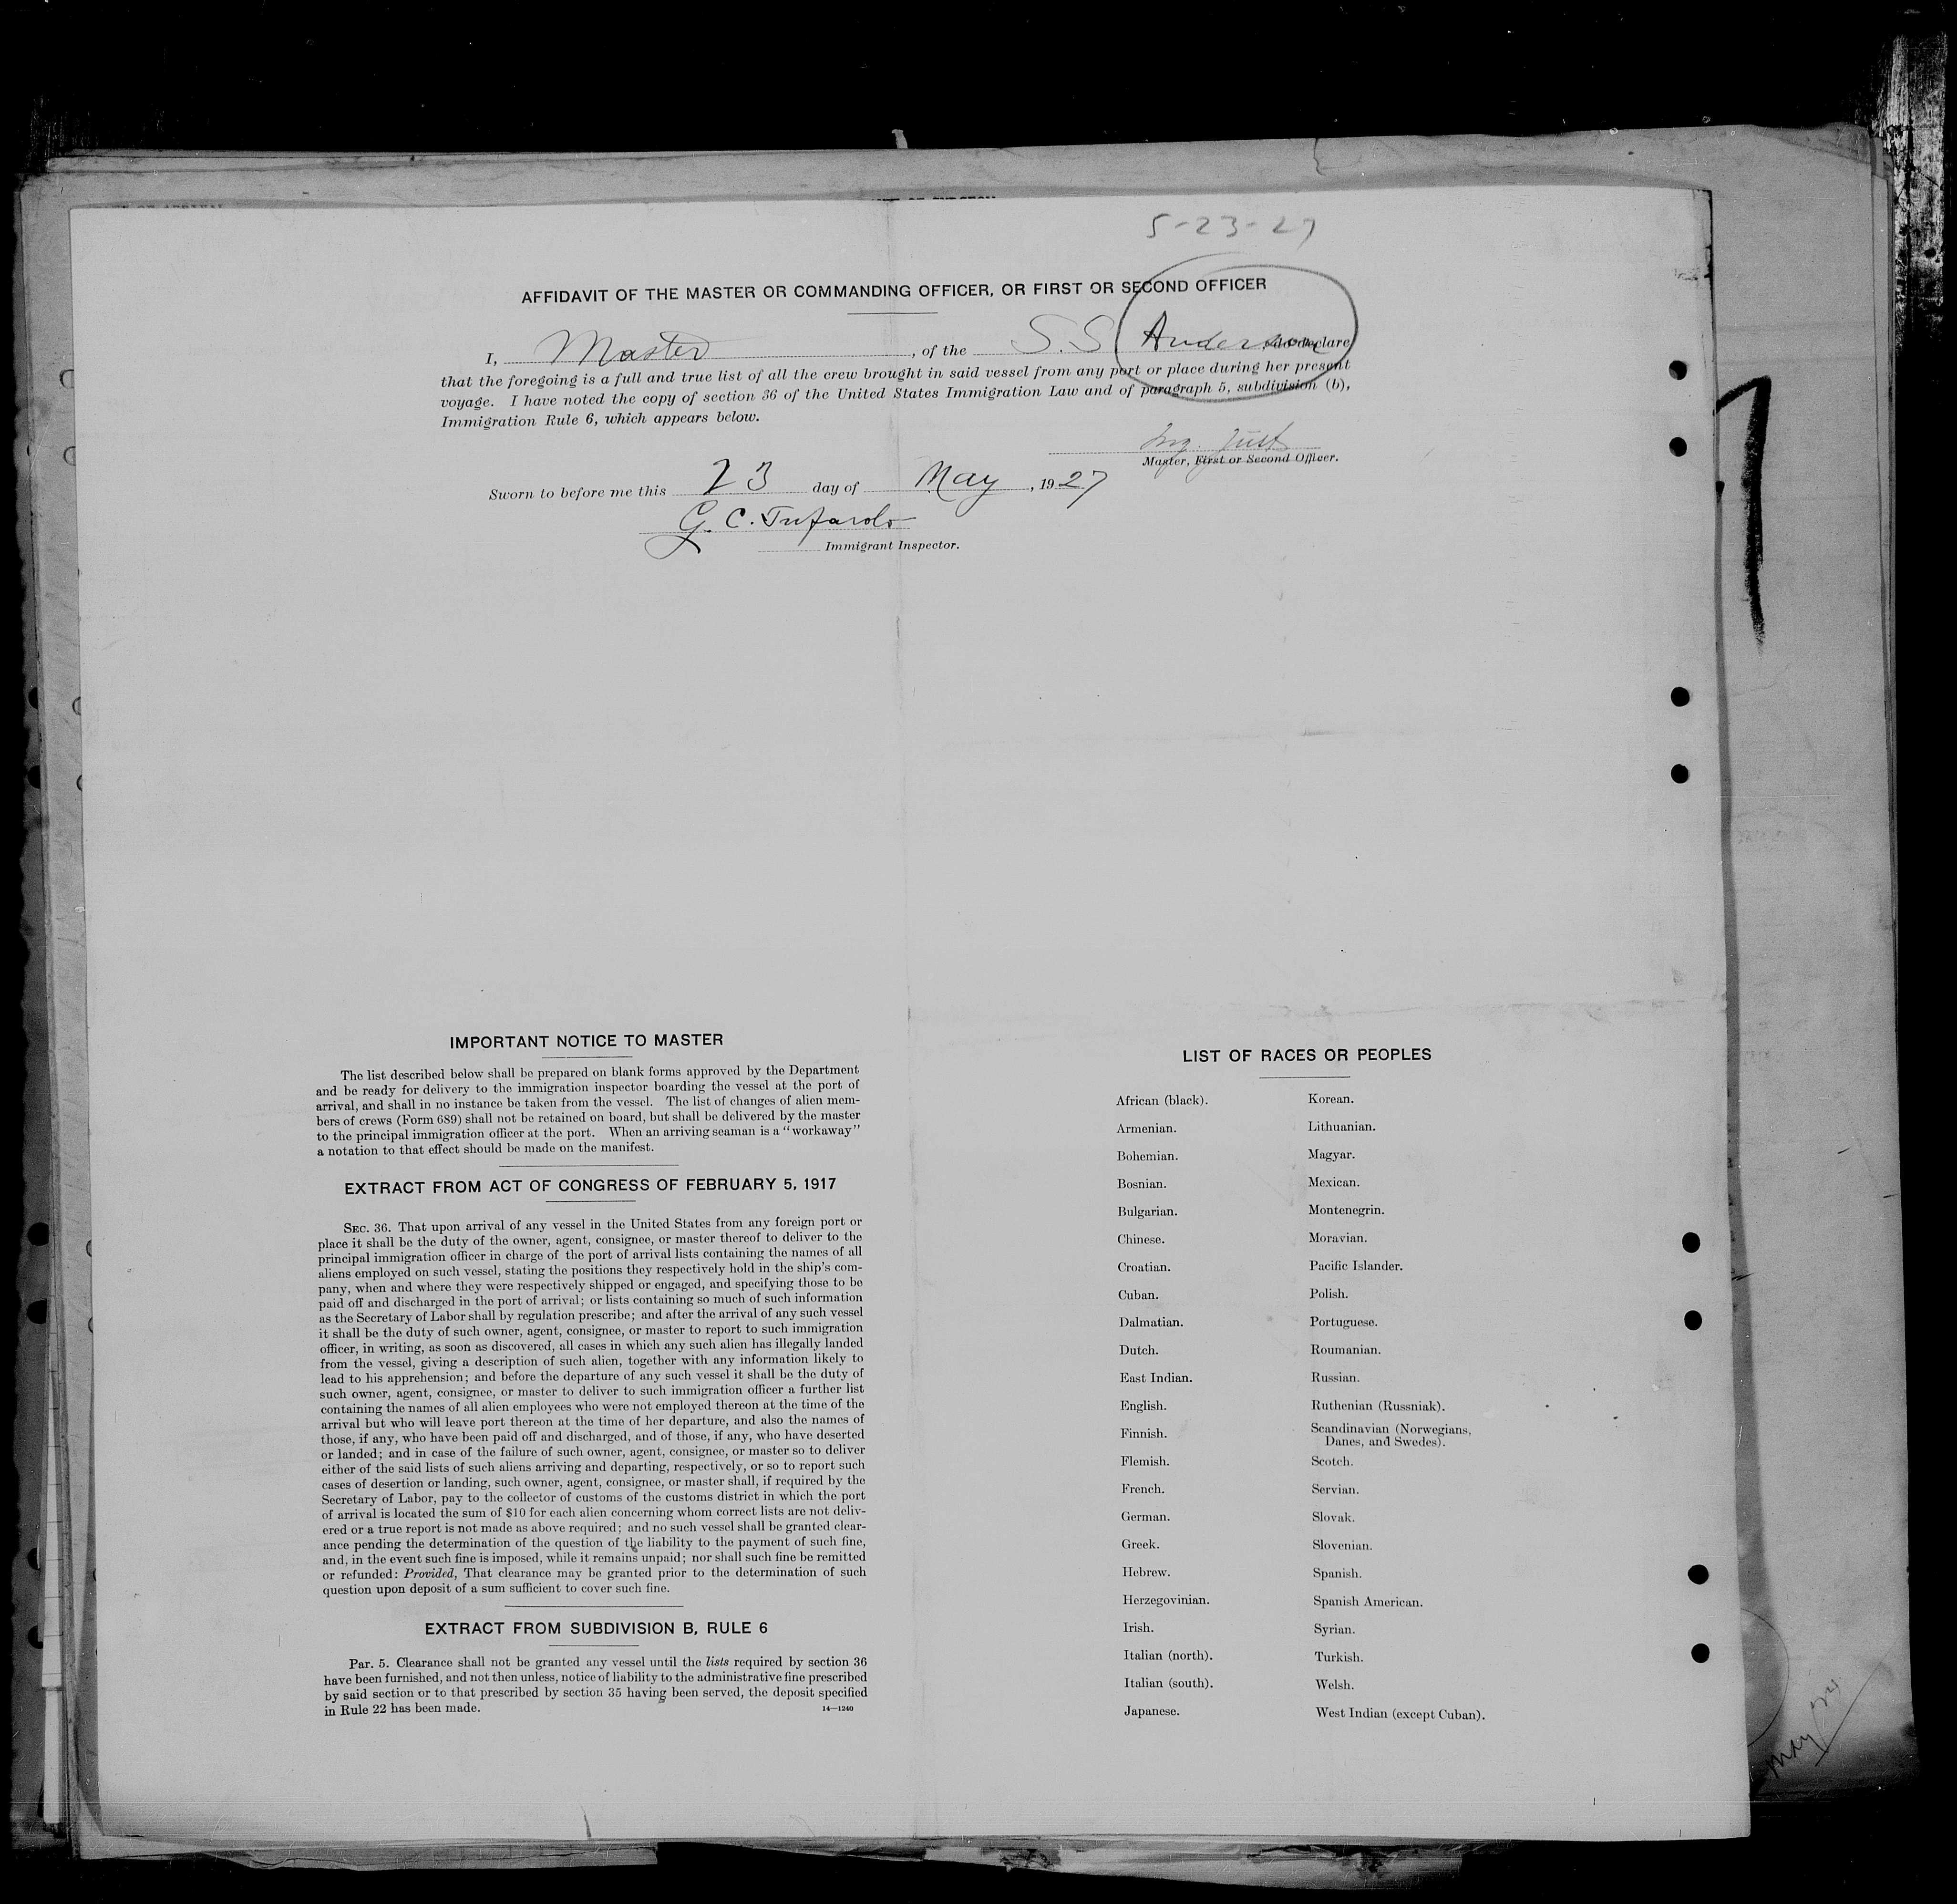 5-23-27
AFFIDAVIT OF THE MASTER OR COMMANDING OFFICER, OR FIRST OR SECOND OFFICER
I, Master, of the S.S. Anderson, do declare
that the foregoing is a full and true list of all the crew brought in said vessel from any port or place during her present
voyage. I have noted the copy of section 36 of the United States Immigration Law and of paragraph 5, subdivision (b),
Immigration Rule 6, which appears below.
Master, First or Second Officer.
Sworn to before me this 23 day of May, 1927
G. C.
Immigrant Inspector.
IMPORTANT NOTICE TO MASTER
The list described below shall be prepared on blank forms approved by the Department
and be ready for delivery to the immigration inspector boarding the vessel at the port of
arrival, and shall in no instance be taken from the vessel. The list of changes of alien mem-
bers of crews (Form 689) shall not be retained on board, but shall be delivered by the master
to the principal immigration officer at the port. When an arriving seaman is a "workaway"
a notation to that effect should be made on the manifest.
EXTRACT FROM ACT OF CONGRESS OF FEBRUARY 5, 1917
SEC. 36. That upon arrival of any vessel in the United States from any foreign port or
place it shall be the duty of the owner, agent, consignee, or master thereof to deliver to the
principal immigration officer in charge of the port of arrival lists containing the names of all
aliens employed on such vessel, stating the positions they respectively hold in the ship's com-
pany, when and where they were respectively shipped or engaged, and specifying those to be
paid off and discharged in the port of arrival; or lists containing so much of such information
as the Secretary of Labor shall by regulation prescribe; and after the arrival of any such vessel
it shall be the duty of such owner, agent, consignee, or master to report to such immigration
officer, in writing, as soon as discovered, all cases in which any such alien has illegally landed
from the vessel, giving a description of such alien, together with any information likely to
lead to his apprehension; and before the departure of any such vessel it shall be the duty of
such owner, agent, consignee, or master to deliver to such immigration officer a further list
containing the names of all alien employees who were not employed thereon at the time of the
arrival but who will leave port thereon at the time of her departure, and also the names of
those, if any, who have been paid off and discharged, and of those, if any, who have deserted
or landed; and in case of the failure of such owner, agent, consignee, or master so to deliver
either of the said lists of such aliens arriving and departing, respectively, or so to report such
cases of desertion or landing, such owner, agent, consignee, or master shall, if required by the
Secretary of Labor, pay to the collector of customs of the customs district in which the port
of arrival is located the sum of $10 for each alien concerning whom correct lists are not deliv-
ered or a true report is not made as above required; and no such vessel shall be granted clear-
ance pending the determination of the question of the liability to the payment of such fine,
and, in the event such fine is imposed, while it remains unpaid; nor shall such fine be remitted
or refunded: Provided, That clearance may be granted prior to the determination of such
question upon deposit of a sum sufficient to cover such fine.
EXTRACT FROM SUBDIVISION B, RULE 6
Par. 5. Clearance shall not be granted any vessel until the lists required by section 36
have been furnished, and not then unless, notice of liability to the administrative fine prescribed
by said section or to that prescribed by section 35 having been served, the deposit specified
in Rule 22 has been made.
14—1240
LIST OF RACES OR PEOPLES
African (black).
Armenian.
Bohemian.
Bosnian.
Bulgarian.
Chinese.
Croatian.
Cuban.
Dalmatian.
Dutch.
East Indian.
English.
Finnish.
Flemish.
French.
German.
Greek.
Hebrew.
Herzegovinian.
Irish.
Italian (north).
Italian (south).
Japanese.
Korean.
Lithuanian.
Magyar.
Mexican.
Montenegrin.
Moravian.
Pacific Islander.
Polish.
Portuguese.
Roumanian.
Russian.
Ruthenian (Russniak).
Scandinavian (Norwegians,
Danes, and Swedes).
Scotch.
Servian.
Slovak.
Slovenian.
Spanish.
Spanish American.
Syrian.
Turkish.
Welsh.
West Indian (except Cuban).
May 24